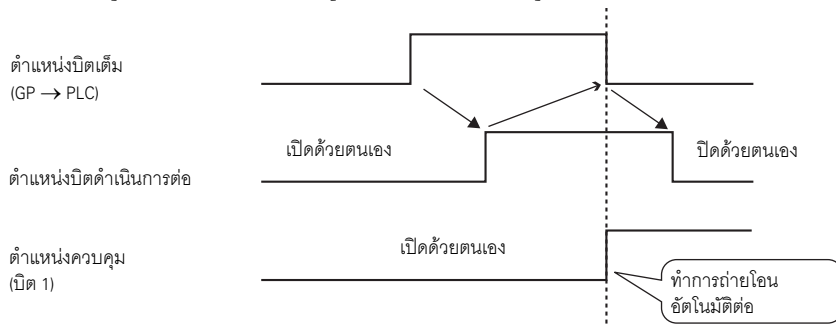 ตำแหน่งบิตเต็ม
(GP → PLC)
เปิดด้วยตนเอง
ปิดด้วยตนเอง
ตำแหน่งบิตดำเนินการต่อ
ตำแหน่งควบคุม
(บิต 1)
เปิดด้วยตนเอง
ทำการถ่ายโอน
อัตโนมัติต่อ